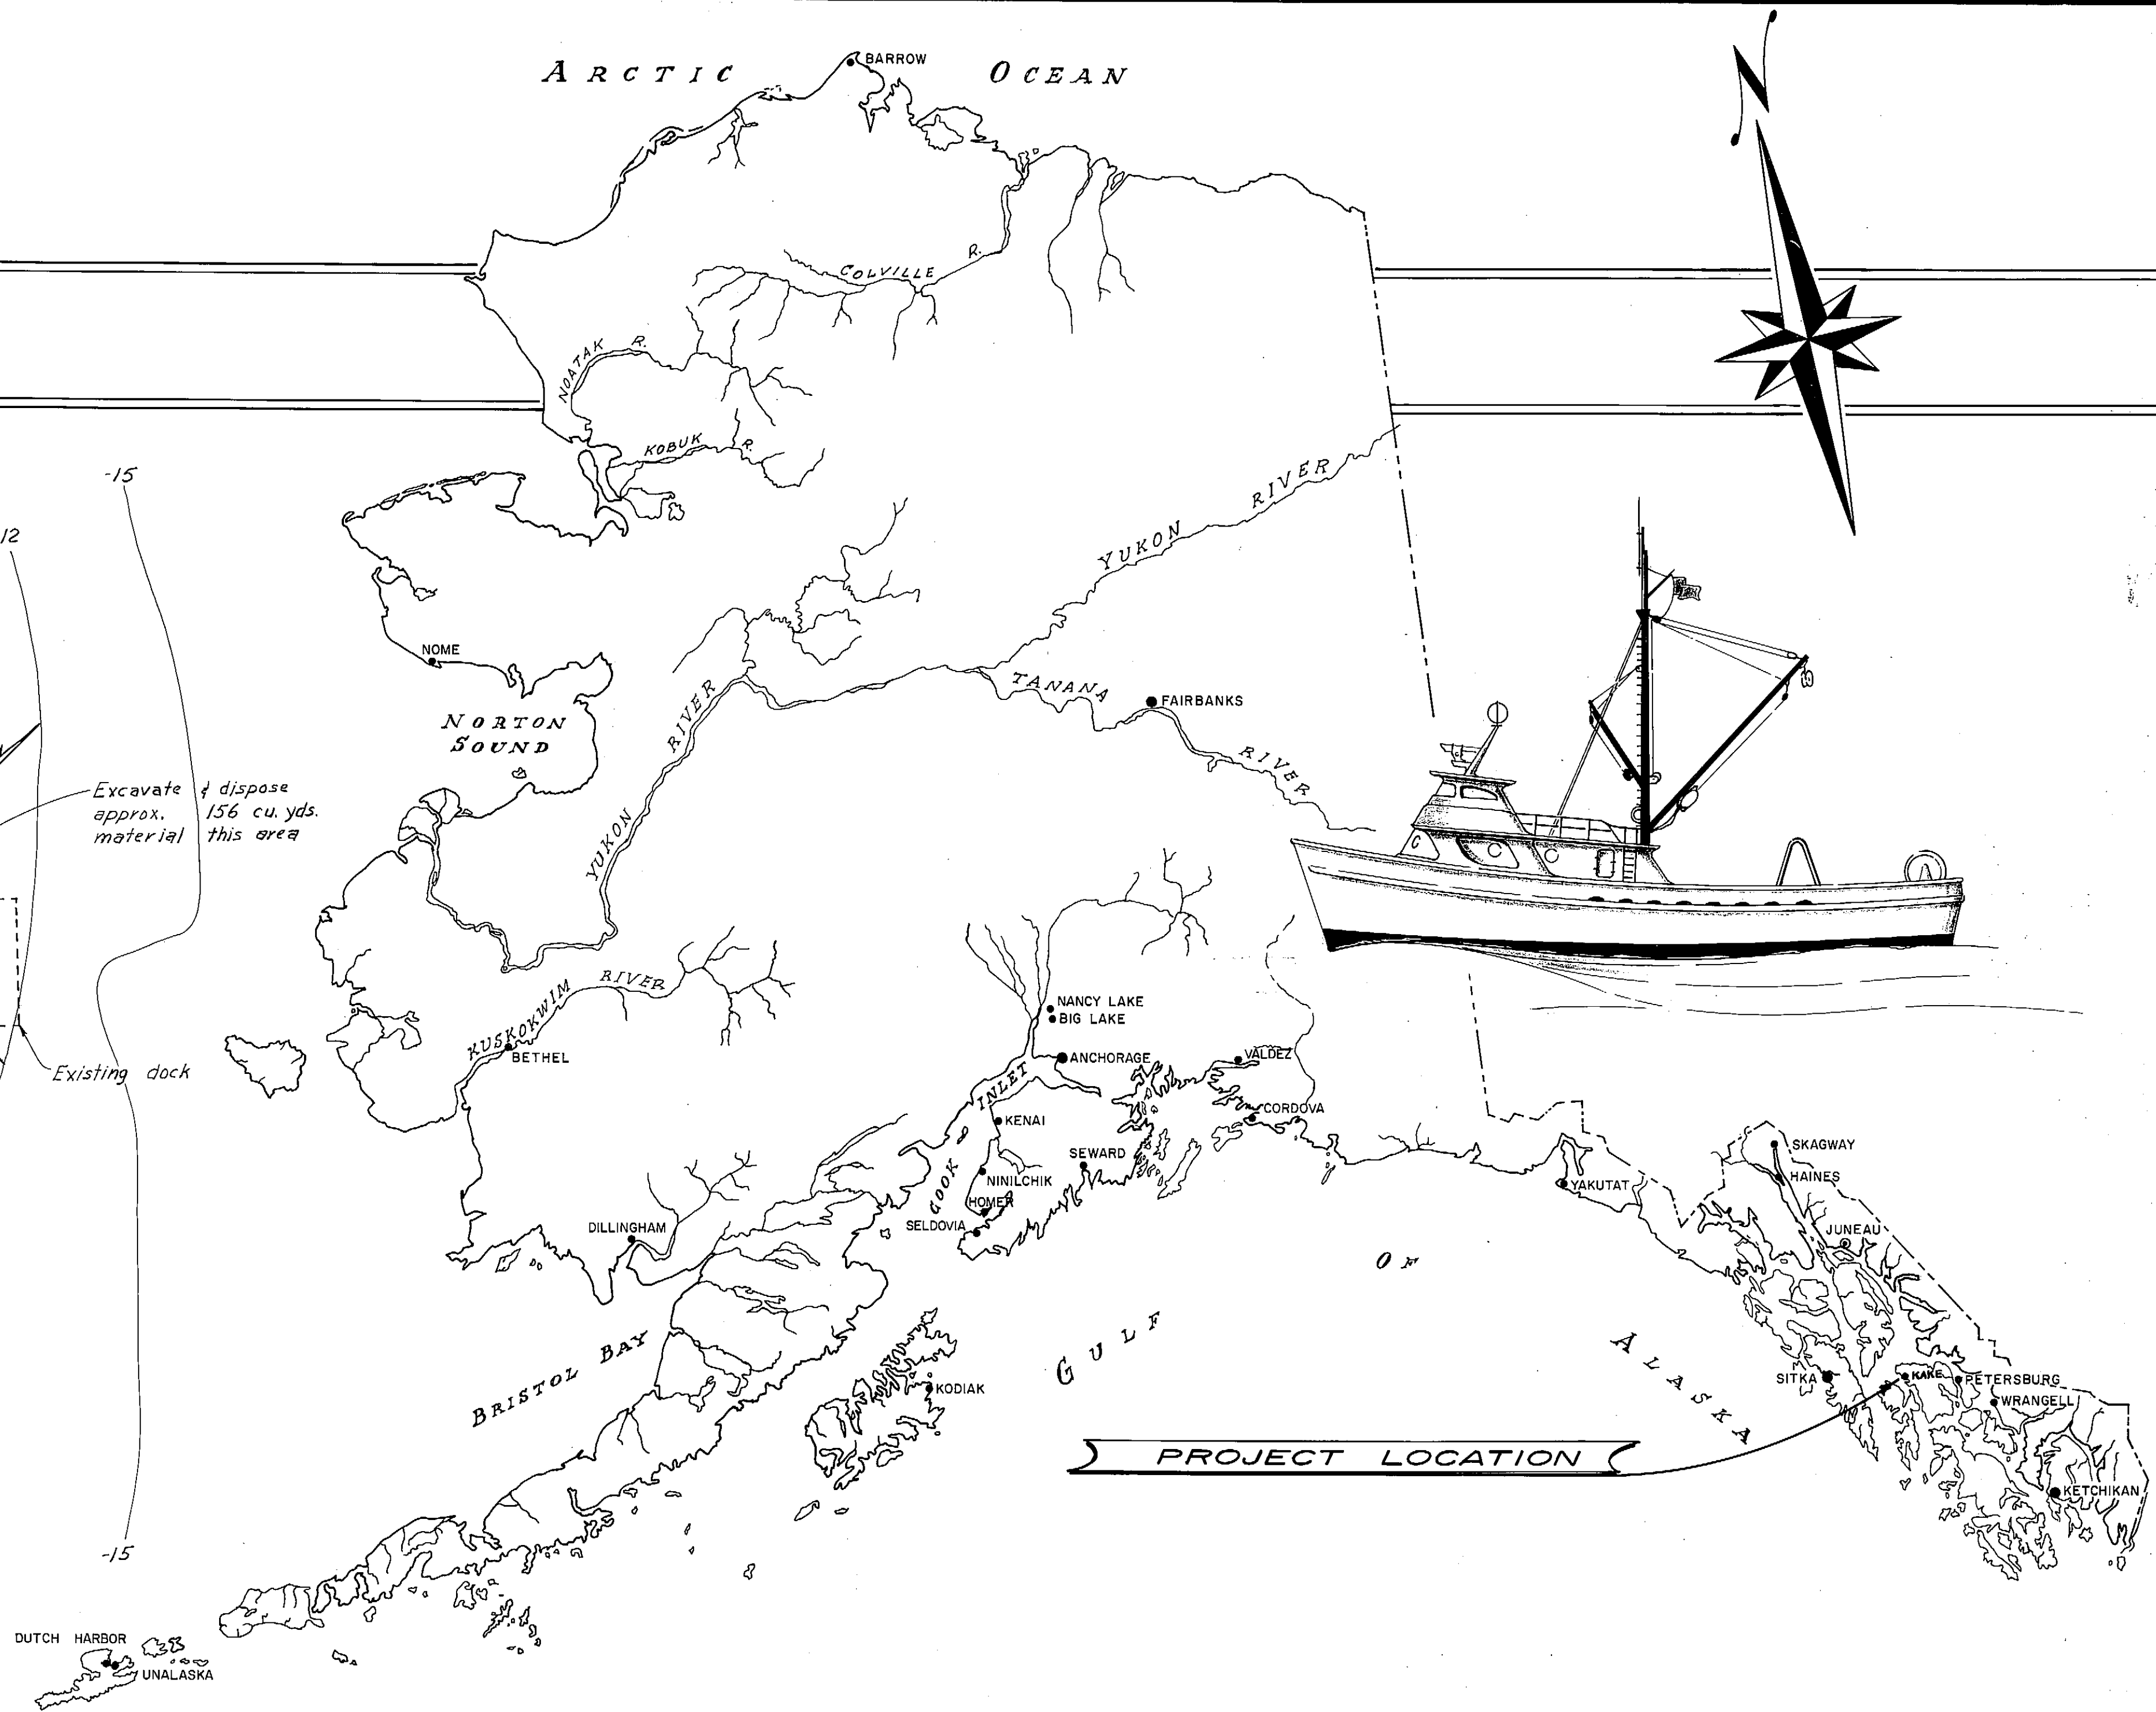 ARCTIC OCEAN
BARROW
N
COLVILLE R.
NOATAK R.
KOBUK R.
YUKON RIVER
-15
12
NOME
NORTON
SOUND
TANANA RIVER
FAIRBANKS
YUKON RIVER
Excavate & dispose
approx. 156 cu. yds.
material this area
KUSKOKWIM RIVER
BETHEL
Existing dock
NANCY LAKE
BIG LAKE
ANCHORAGE
VALDEZ
COOK INLET
KENAI
CORDOVA
SEWARD
NINILCHIK
HOMER
SELDOVIA
DILLINGHAM
YAKUTAT
SKAGWAY
HAINES
JUNEAU
GULF OF ALASKA
BRISTOL BAY
KODIAK
SITKA
KAKE
PETERSBURG
WRANGELL
PROJECT LOCATION
KETCHIKAN
-15
DUTCH HARBOR
UNALASKA